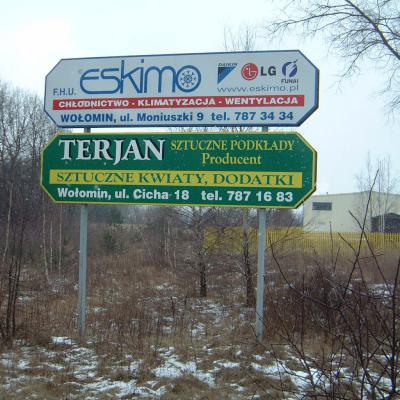 F.H.U. eskimo DAIKIN LG FUNAI
www.eskimo.pl
CHŁODNICTWO - KLIMATYZACJA - WENTYLACJA
WOŁOMIN, ul. Moniuszki 9 tel. 787 34 34
TERJAN SZTUCZNE PODKŁADY
Producent
SZTUCZNE KWIATY, DODATKI
Wołomin, ul. Cicha 18 tel. 787 16 83